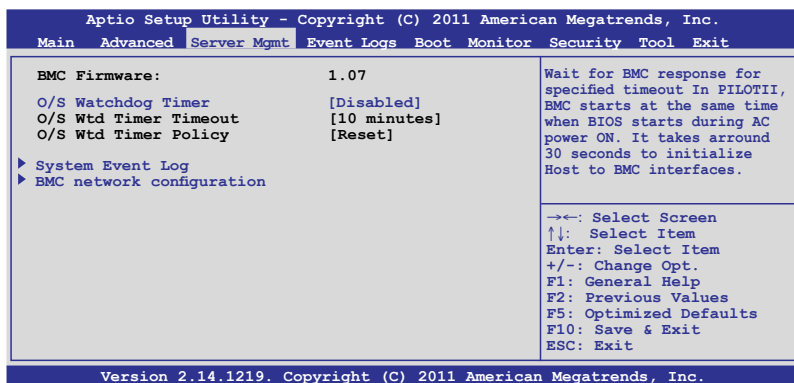 Aptio Setup Utility - Copyright (C) 2011 American Megatrends, Inc.
Main Advanced Server Mgmt Event Logs Boot Monitor Security Tool Exit
BMC Firmware: 1.07
O/S Watchdog Timer [Disabled]
O/S Wtd Timer Timeout [10 minutes]
O/S Wtd Timer Policy [Reset]
System Event Log
BMC network configuration
Wait for BMC response for
specified timeout In PILOTII,
BMC starts at the same time
when BIOS starts during AC
power ON. It takes arround
30 seconds to initialize
Host to BMC interfaces.
→←: Select Screen
↑↓: Select Item
Enter: Select Item
+/-: Change Opt.
F1: General Help
F2: Previous Values
F5: Optimized Defaults
F10: Save & Exit
ESC: Exit
Version 2.14.1219. Copyright (C) 2011 American Megatrends, Inc.